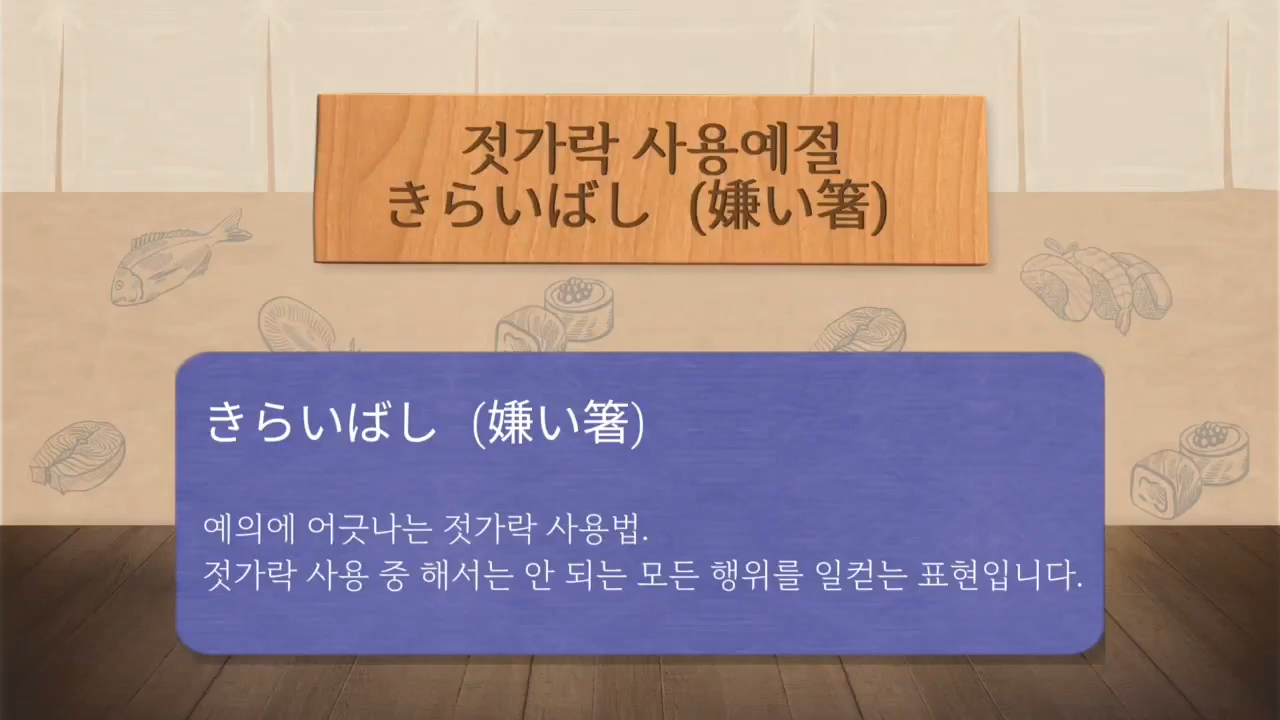 젓가락 사용예절
きらいばし (嫌い箸)
きらいばし (嫌い箸)
예의에 어긋나는 젓가락 사용법.
젓가락 사용 중 해서는 안 되는 모든 행위를 일컫는 표현입니다.